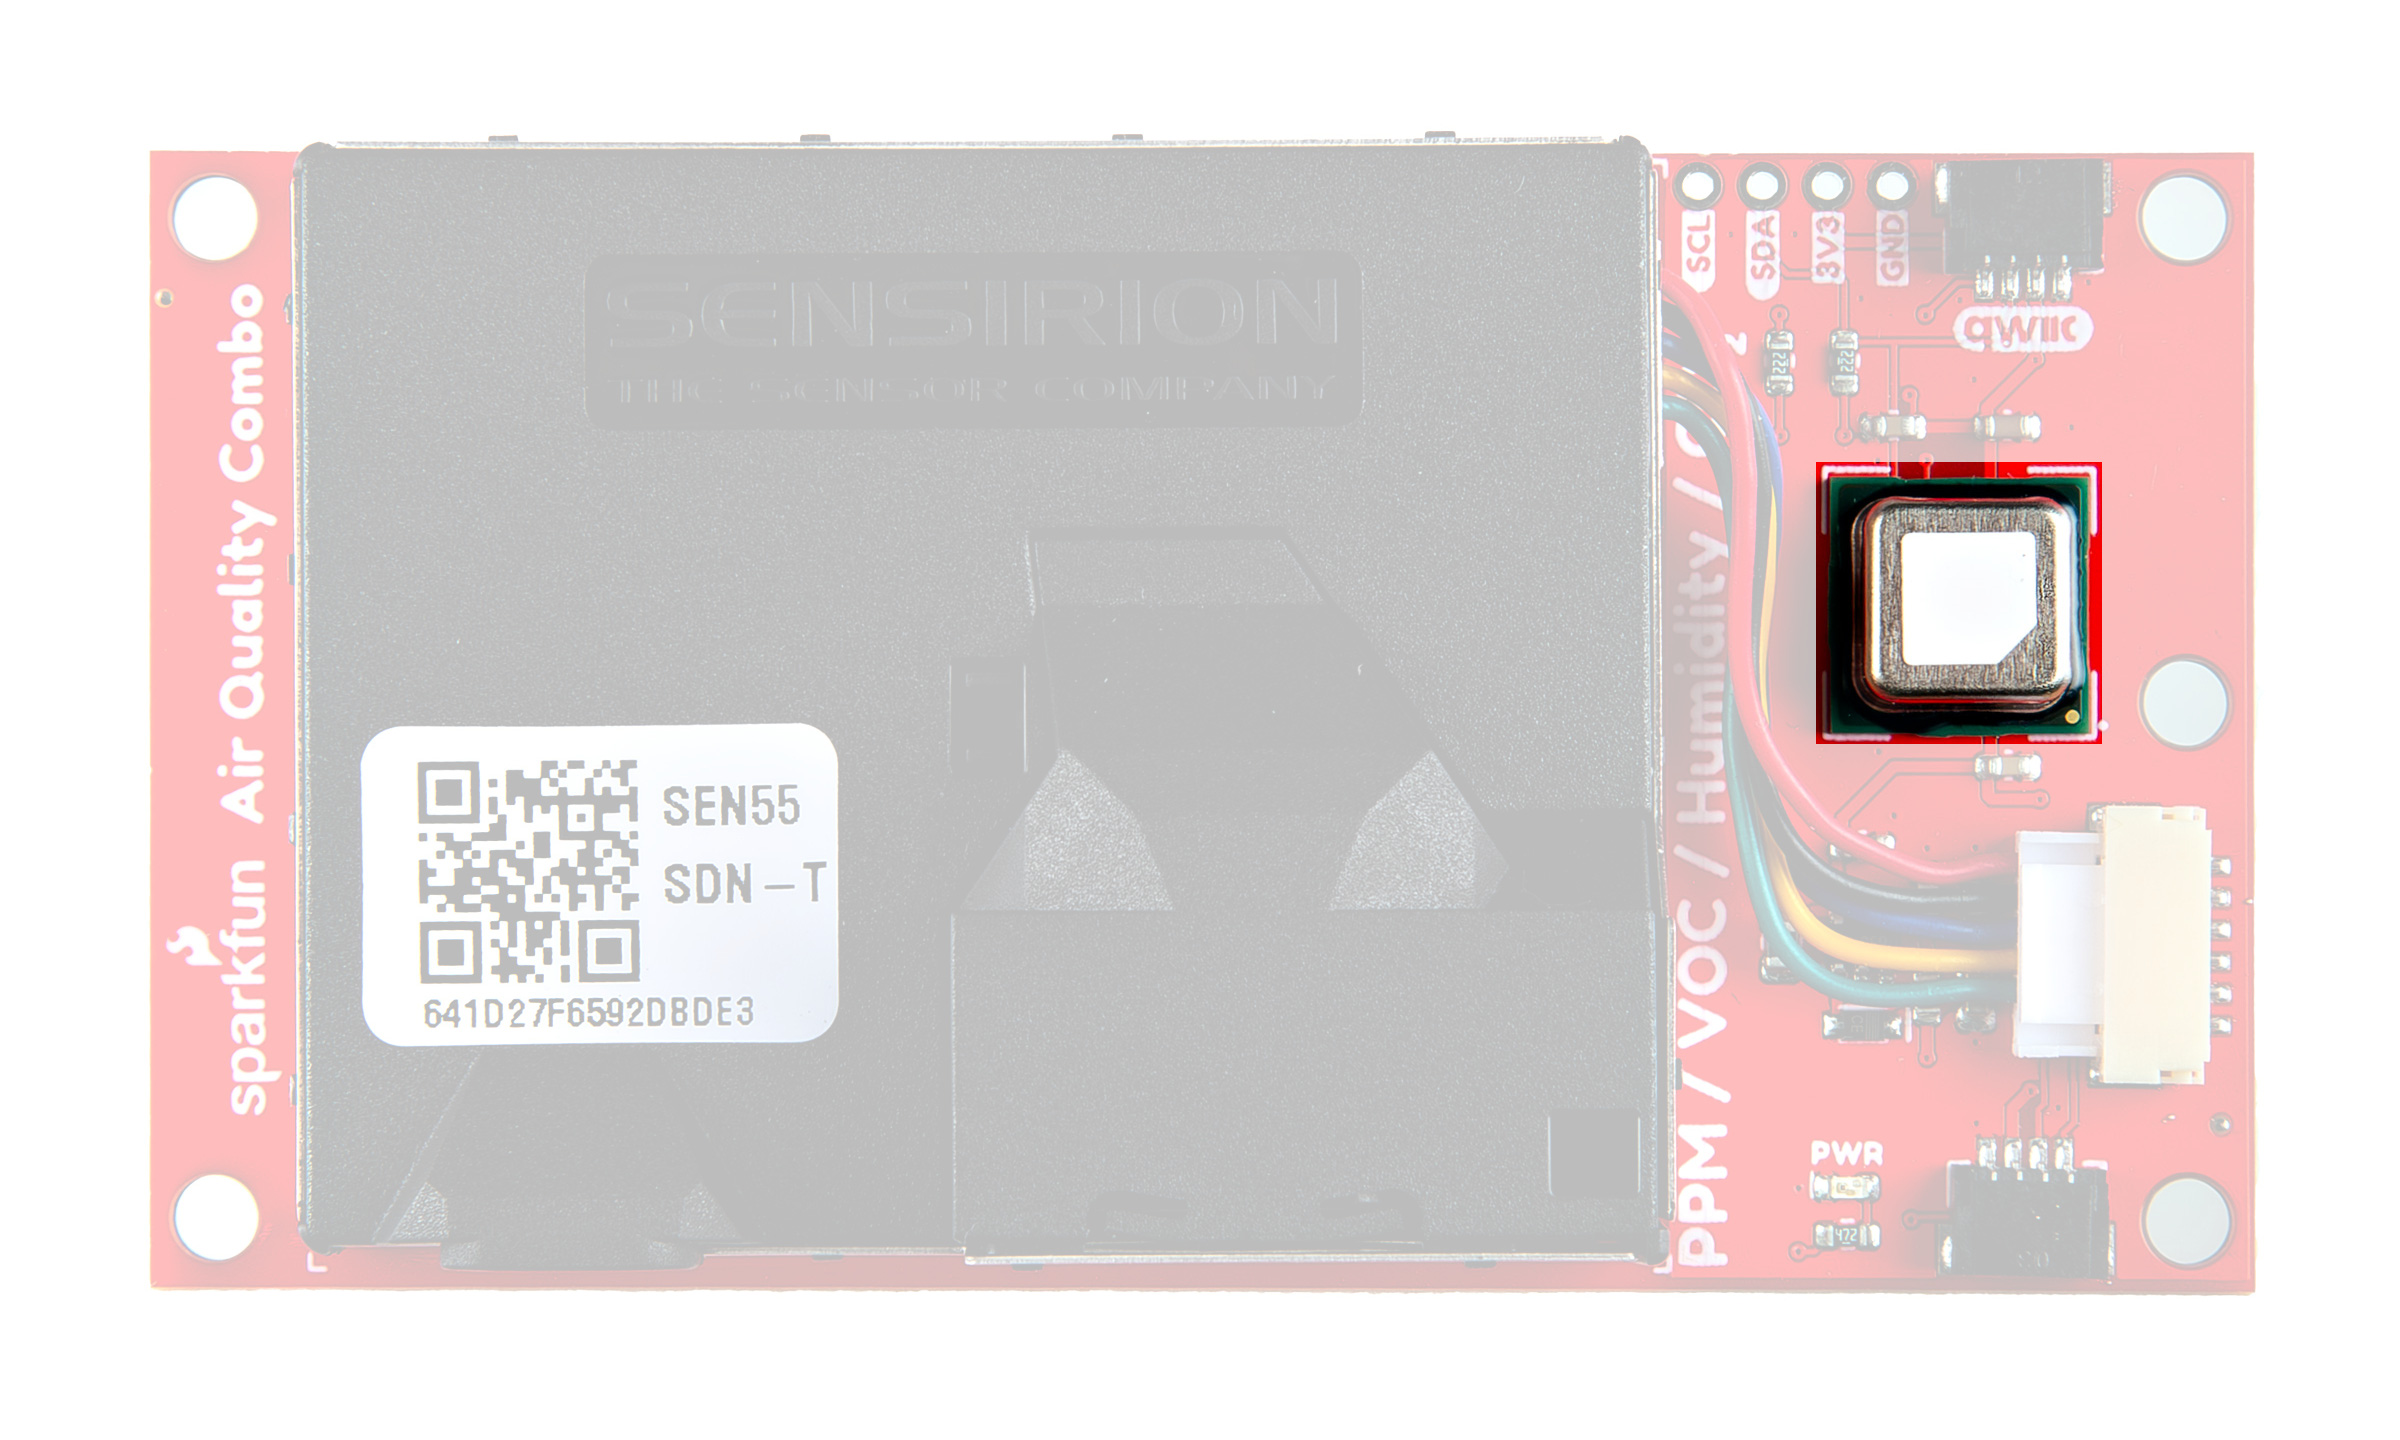 sparkfun Air Quality Combo
SENSIRION
THE SENSOR COMPANY
SEN55
SDN-T
641D27F6592DBDE3
PPM / VOC / Humidity /
SCL
SDA
3V3
GND
qwiic
222
222
PWR
472